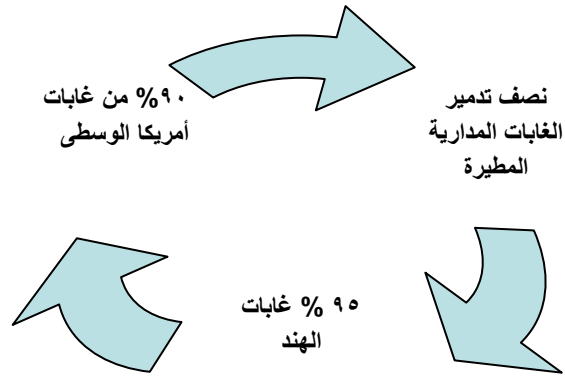 نصف تدمير
الغابات المدارية
المطيرة
٩٠% من غابات
أمريكا الوسطى
٩٥ % غابات
الهند